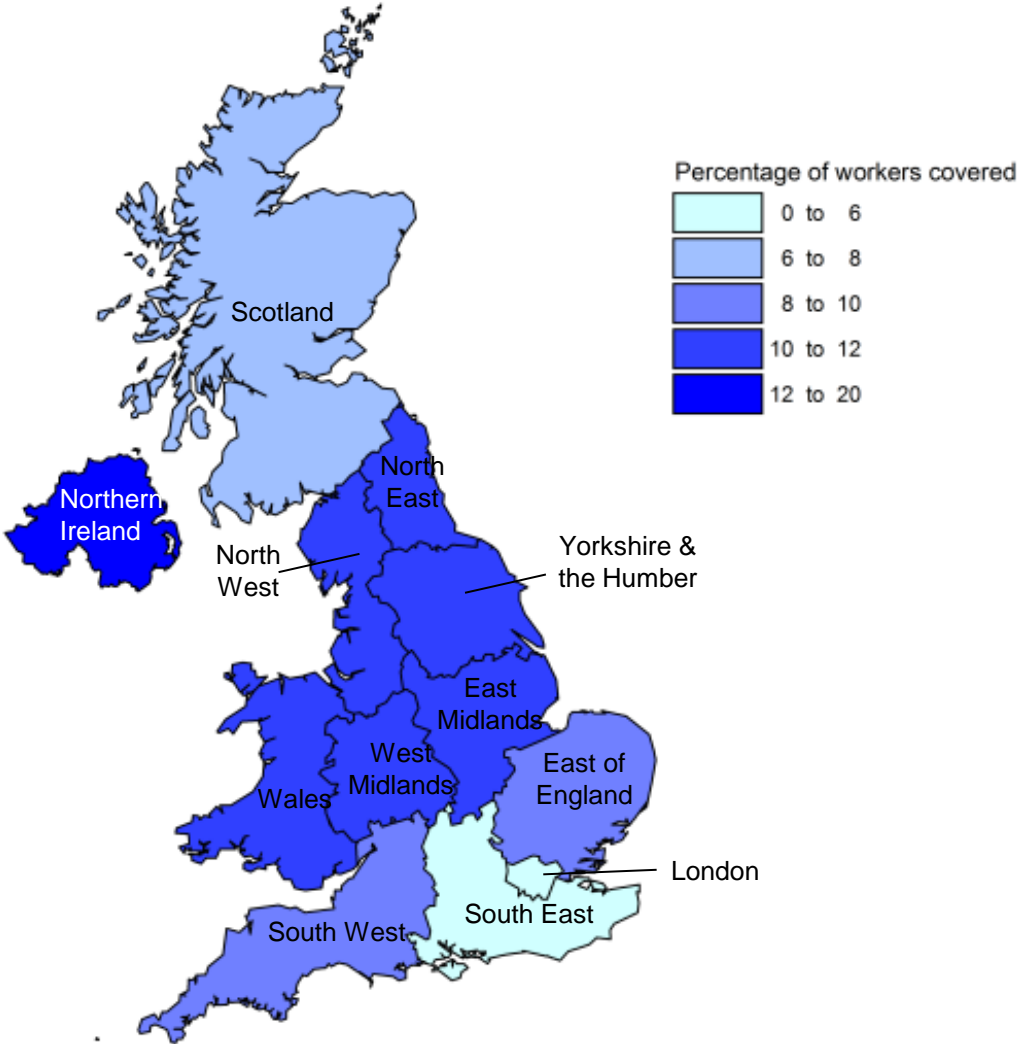 Percentage of workers covered
0 to 6
6 to 8
8 to 10
10 to 12
12 to 20
Scotland
North
East
Northern
Ireland
North
West
Yorkshire &
the Humber
East
Midlands
West
Midlands
East of
England
Wales
London
South East
South West